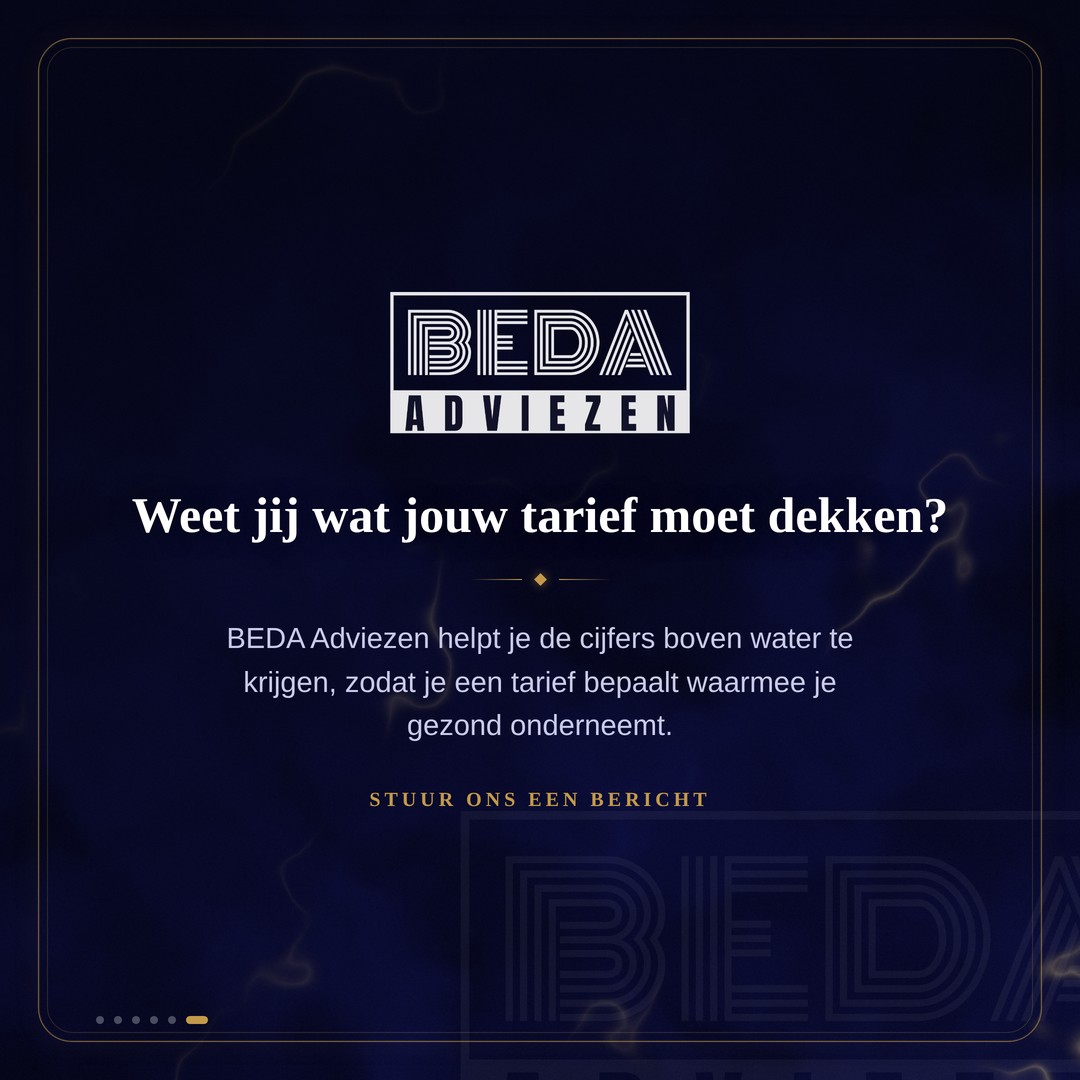 BEDA
ADVIEZEN
Weet jij wat jouw tarief moet dekken?
BEDA Adviezen helpt je de cijfers boven water te
krijgen, zodat je een tarief bepaalt waarmee je
gezond onderneemt.
STUUR ONS EEN BERICHT
BEDA